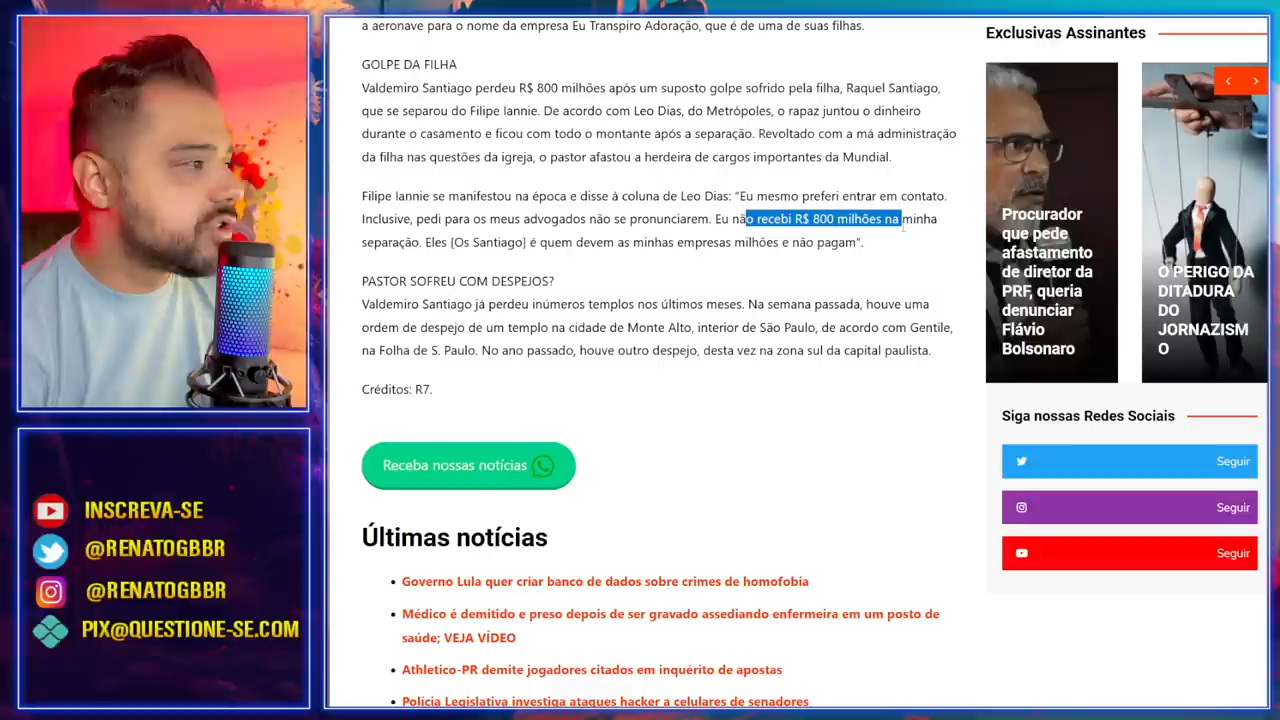 a aeronave para o nome da empresa Eu Transpiro Adoração, que é de uma de suas filhas.
GOLPE DA FILHA
Valdemiro Santiago perdeu R$ 800 milhões após um suposto golpe sofrido pela filha, Raquel Santiago,
que se separou do Filipe Iannie. De acordo com Leo Dias, do Metrópoles, o rapaz juntou o dinheiro
durante o casamento e ficou com todo o montante após a separação. Revoltado com a má administração
da filha nas questões da igreja, o pastor afastou a herdeira de cargos importantes da Mundial.
Filipe Iannie se manifestou na época e disse à coluna de Leo Dias: “Eu mesmo preferi entrar em contato.
Inclusive, pedi para os meus advogados não se pronunciarem. Eu não recebi R$ 800 milhões na minha
separação. Eles [Os Santiago] é quem devem as minhas empresas milhões e não pagam”.
PASTOR SOFREU COM DESPEJOS?
Valdemiro Santiago já perdeu inúmeros templos nos últimos meses. Na semana passada, houve uma
ordem de despejo de um templo na cidade de Monte Alto, interior de São Paulo, de acordo com Gentile,
na Folha de S. Paulo. No ano passado, houve outro despejo, desta vez na zona sul da capital paulista.
Créditos: R7.
Receba nossas notícias
Últimas notícias
Governo Lula quer criar banco de dados sobre crimes de homofobia
Médico é demitido e preso depois de ser gravado assediando enfermeira em um posto de
saúde; VEJA VÍDEO
Athletico-PR demite jogadores citados em inquérito de apostas
Polícia Legislativa investiga ataques hacker a celulares de senadores
Exclusivas Assinantes
Procurador
que pede
afastamento
de diretor da
PRF, queria
denunciar
Flávio
Bolsonaro
O PERIGO DA
DITADURA
DO
JORNAZISM
O
Siga nossas Redes Sociais
Seguir
Seguir
Seguir
INSCREVA-SE
@RENATOGBBR
@RENATOGBBR
PIX@QUESTIONE-SE.COM